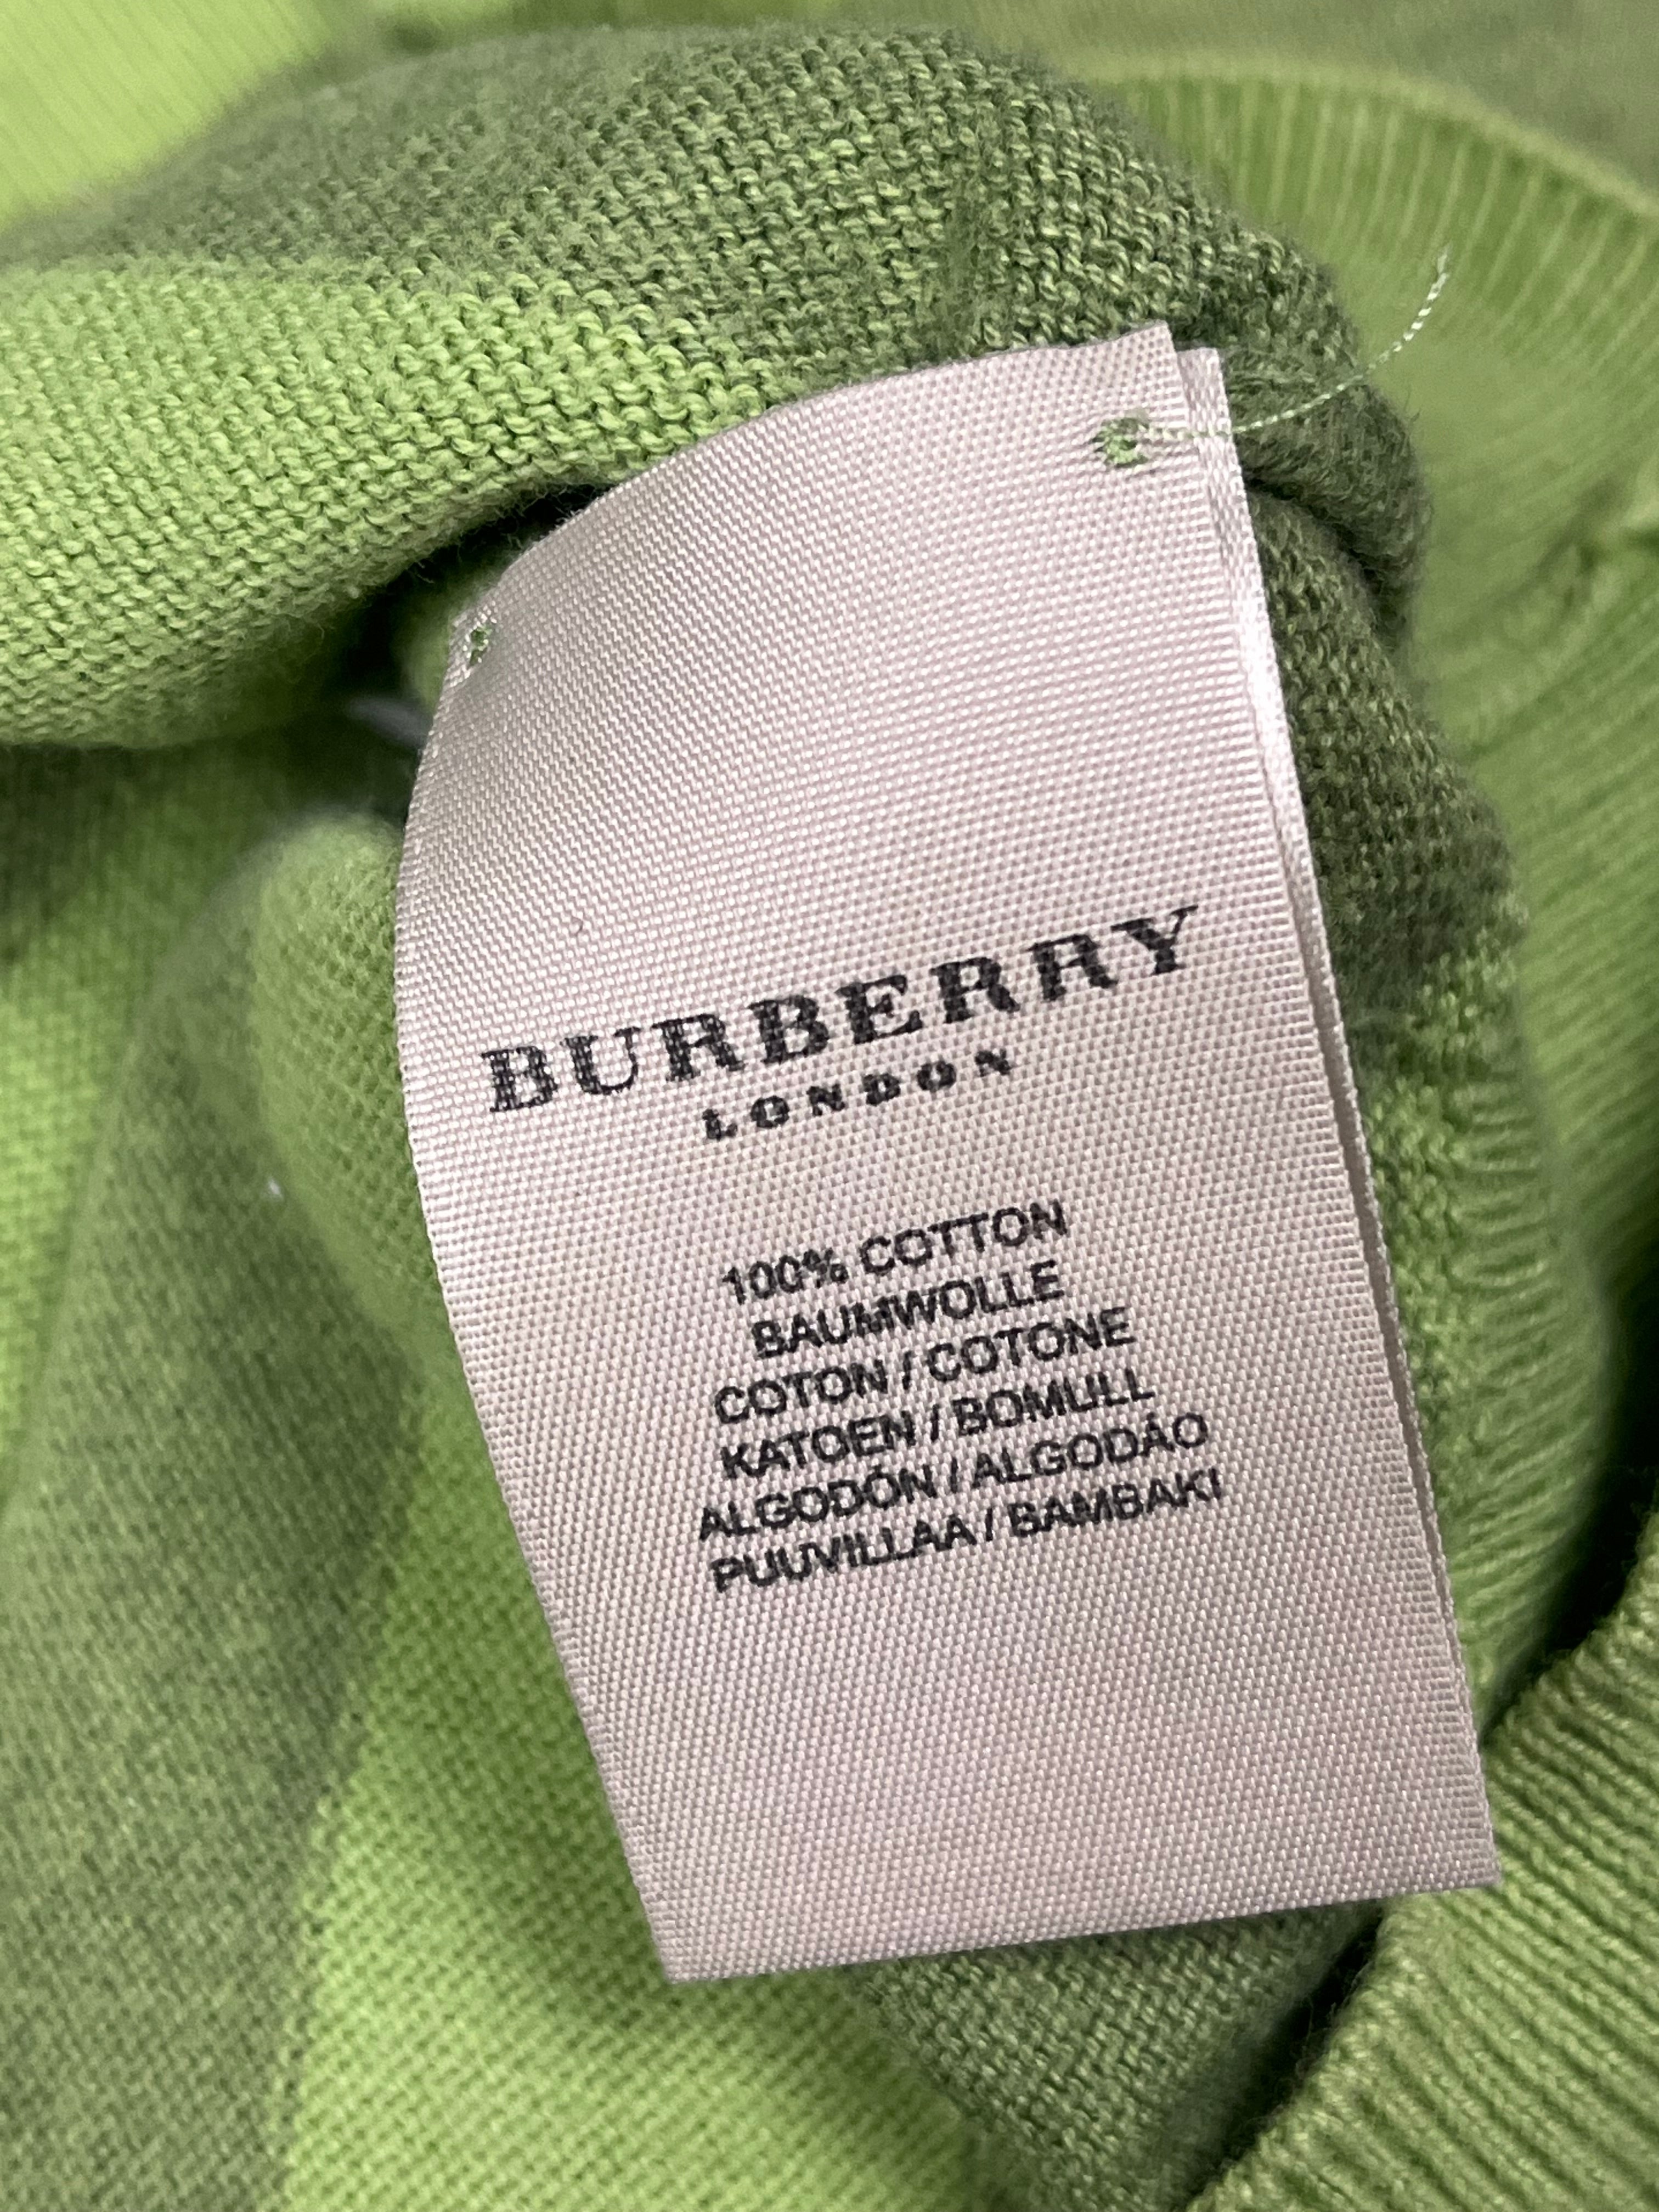 BURBERRY
LONDON
100% COTTON
BAUMWOLLE
COTON / COTONE
KATOEN / BOMULL
ALGODÓN / ALGODÃO
PUUVILLAA / BAMBAKI